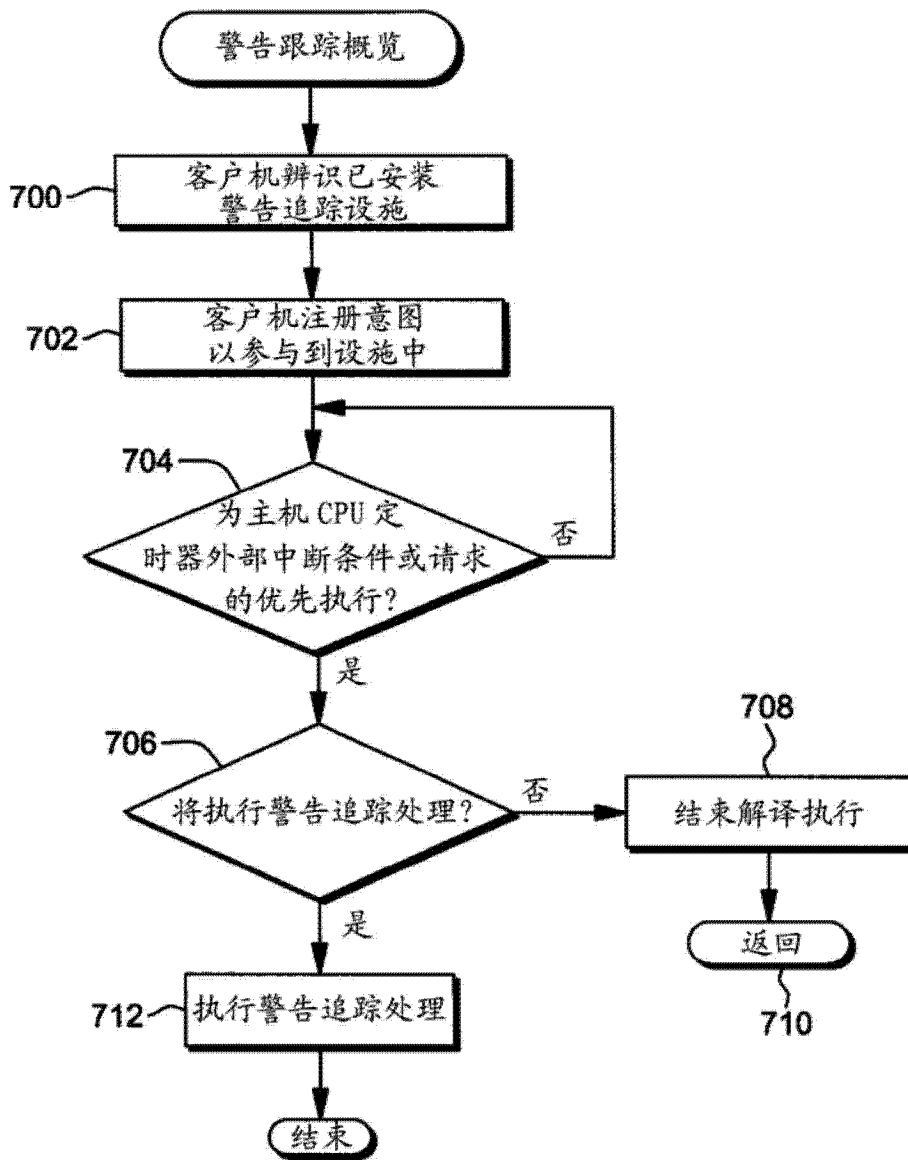 警告跟踪概览
700
客户机辨识已安装
警告追踪设施
702
客户机注册意图
以参与到设施中
704
为主机 CPU 定
时器外部中断条件或请求
的优先执行?
否
是
706
将执行警告追踪处理?
否
708
结束解译执行
是
返回
710
712
执行警告追踪处理
结束